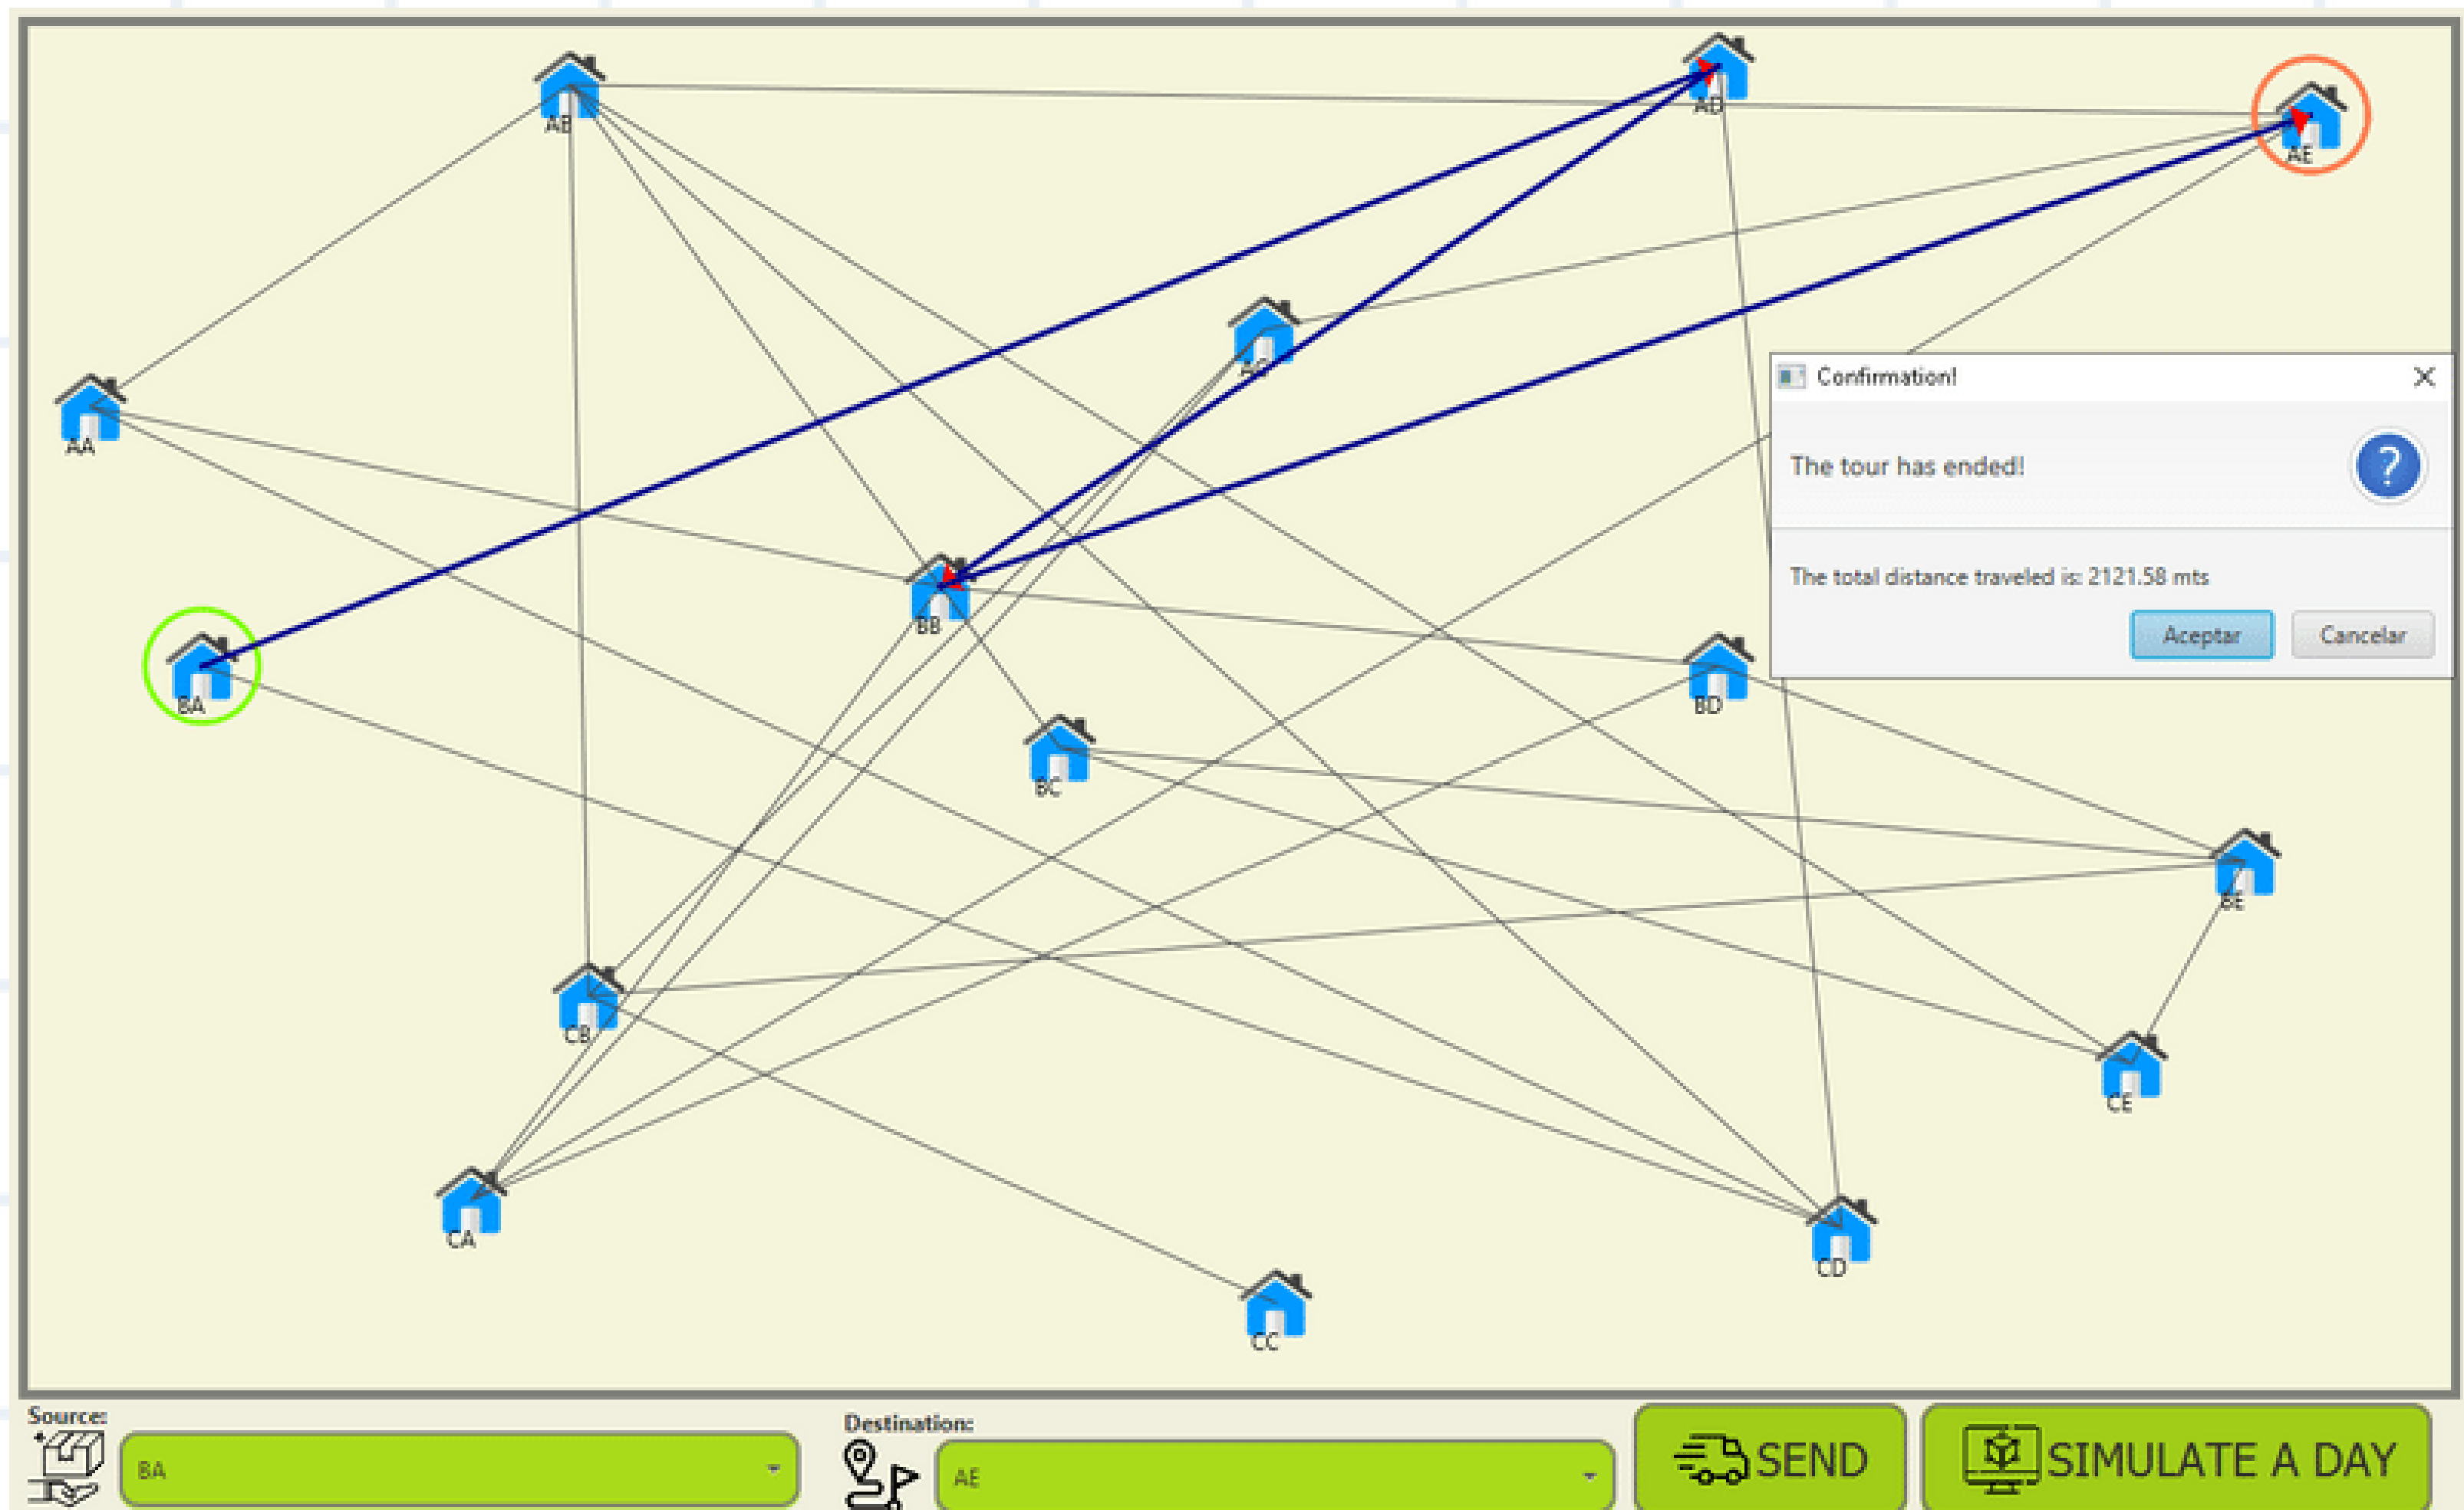 AB
AD
AE
AC
AA
Confirmation!
The tour has ended!
?
The total distance traveled is: 2121.58 mts
Aceptar
Cancelar
BB
BA
BD
BC
BE
CB
CE
CA
CD
CC
Source:
BA
Destination:
AE
SEND
SIMULATE A DAY